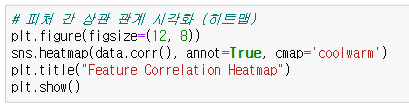 # 피처 간 상관 관계 시각화 (히트맵)
plt.figure(figsize=(12, 8))
sns.heatmap(data.corr(), annot=True, cmap='coolwarm')
plt.title("Feature Correlation Heatmap")
plt.show()